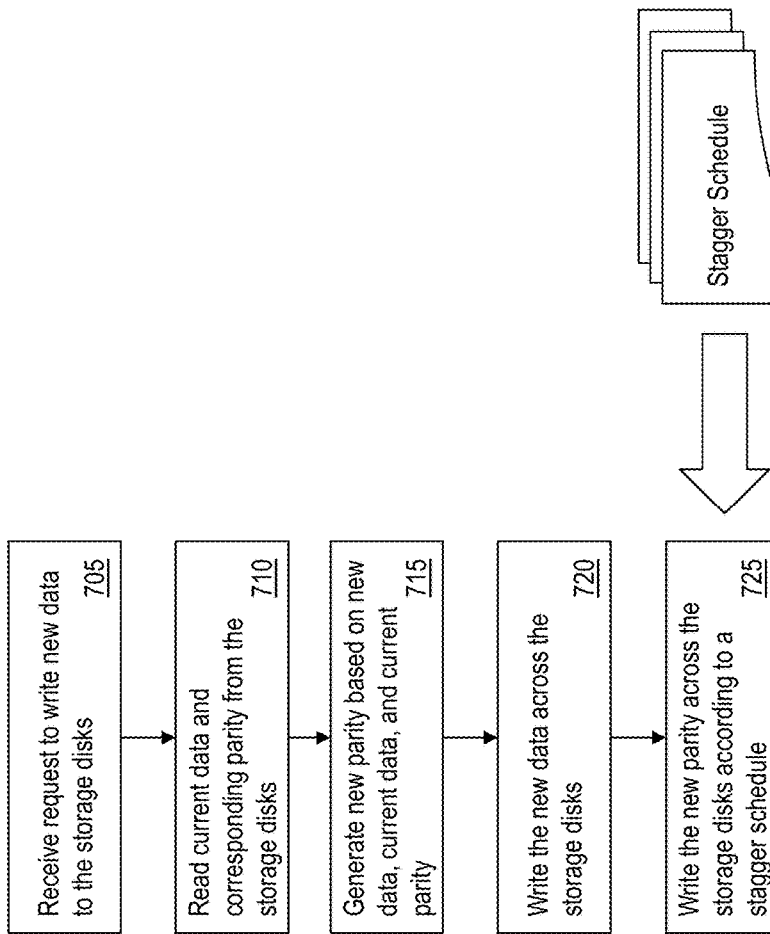 Receive request to write new data
to the storage disks
705
Read current data and
corresponding parity from the
storage disks
710
Generate new parity based on new
data, current data, and current
parity
715
Write the new data across the
storage disks
720
Write the new parity across the
storage disks according to a
stagger schedule
725
Stagger Schedule